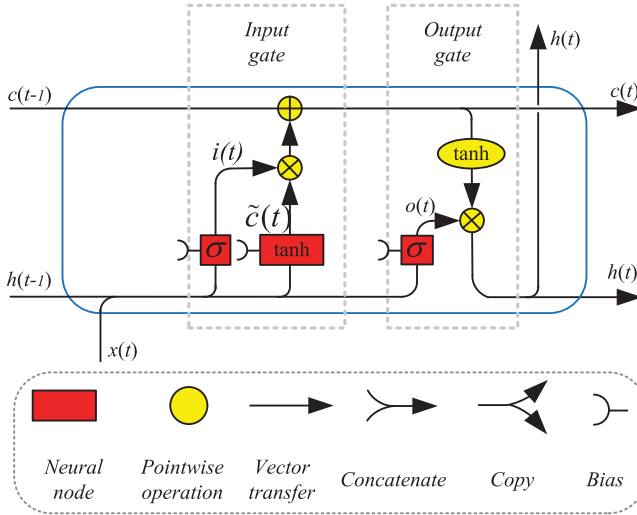 Input
gate
Output
gate
h(t)
c(t-1)
c(t)
i(t)
tanh
c̃(t)
o(t)
σ
tanh
σ
h(t-1)
h(t)
x(t)
Neural
node
Pointwise
operation
Vector
transfer
Concatenate
Copy
Bias